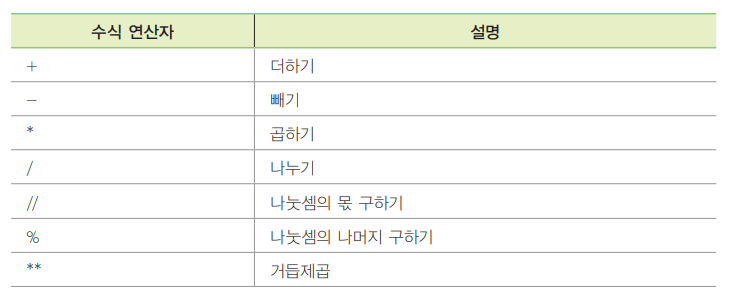 수식 연산자 설명
+ 더하기
- 빼기
* 곱하기
/ 나누기
// 나눗셈의 몫 구하기
% 나눗셈의 나머지 구하기
** 거듭제곱